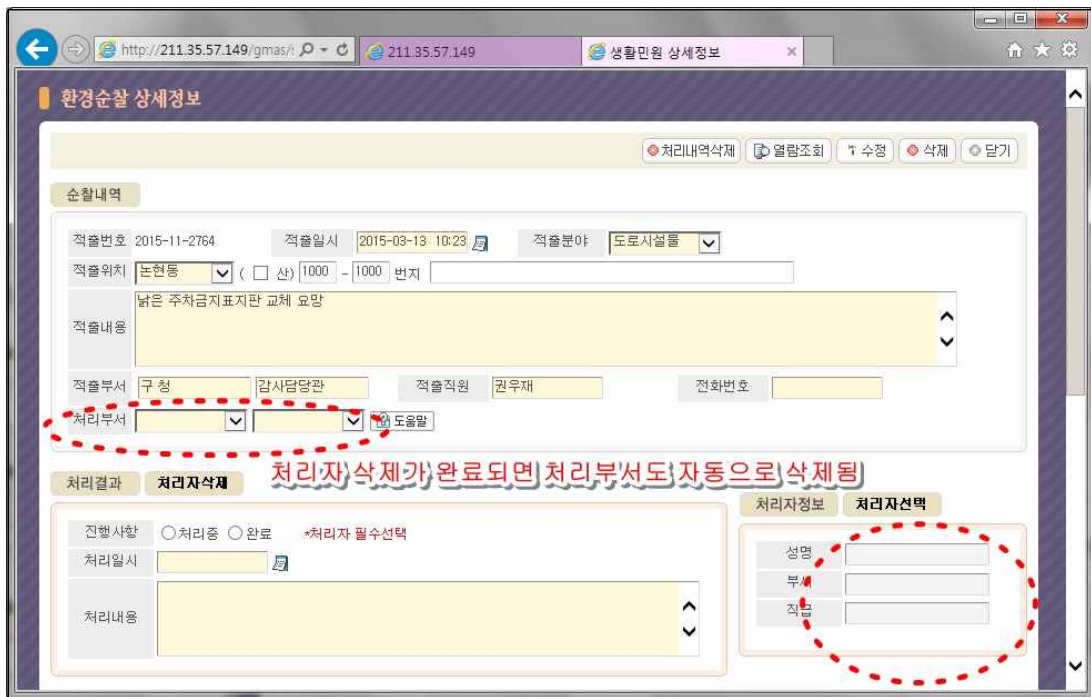 http://211.35.57.149/gmas/ 211.35.57.149 생활민원 상세정보
환경순찰 상세정보
처리내역삭제 열람조회 수정 삭제 닫기
순찰내역
적출번호 2015-11-2764 적출일시 2015-03-13 10:23 적출분야 도로시설물
적출위치 논현동 ( 산) 1000 - 1000 번지
적출내용 낡은 주차금지표지판 교체 요망
적출부서 구 청 감사담당관 적출직원 권우재 전화번호
처리부서 도움말
처리자 삭제가 완료되면 처리부서도 자동으로 삭제됨
처리결과 처리자삭제
처리자정보 처리자선택
진행사항 처리중 완료 *처리자 필수선택
처리일시
처리내용
성명
부서
직급